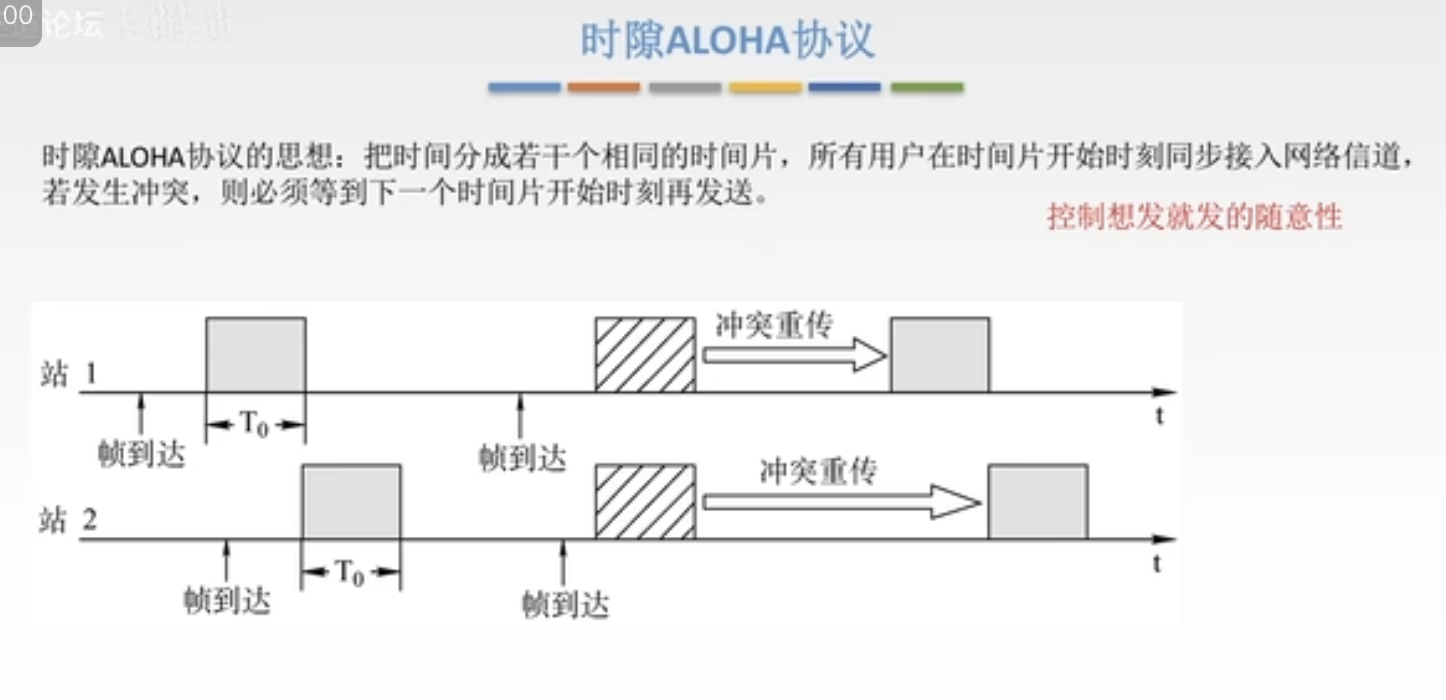 :00
论坛
时隙ALOHA协议
时隙ALOHA协议的思想：把时间分成若干个相同的时间片，所有用户在时间片开始时刻同步接入网络信道，
若发生冲突，则必须等到下一个时间片开始时刻再发送。
控制想发就发的随意性
冲突重传
站 1
t
T0
帧到达
帧到达
冲突重传
站 2
t
T0
帧到达
帧到达